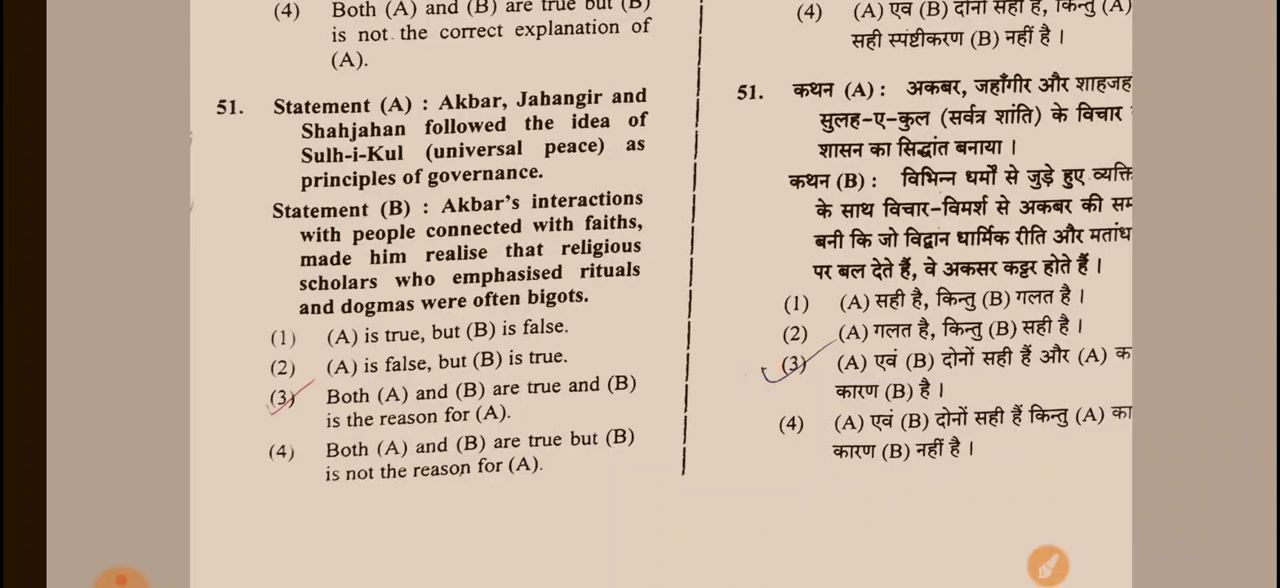 (4) Both (A) and (B) are true but (B)
is not the correct explanation of
(A).
51. Statement (A) : Akbar, Jahangir and
Shahjahan followed the idea of
Sulh-i-Kul (universal peace) as
principles of governance.
Statement (B) : Akbar's interactions
with people connected with faiths,
made him realise that religious
scholars who emphasised rituals
and dogmas were often bigots.
(1) (A) is true, but (B) is false.
(2) (A) is false, but (B) is true.
(3) Both (A) and (B) are true and (B)
is the reason for (A).
(4) Both (A) and (B) are true but (B)
is not the reason for (A).
(4) (A) एवं (B) दोनों सही हैं, किन्तु (A)
सही स्पष्टीकरण (B) नहीं है ।
51. कथन (A) : अकबर, जहाँगीर और
सुलह-ए-कुल (सर्वत्र शांति) के विचार
शासन का सिद्धांत बनाया ।
कथन (B) : विभिन्न धर्मों से जुड़े हुए
के साथ विचार-विमर्श से अकबर की
बनी कि जो विद्वान धार्मिक रीति और
पर बल देते हैं, वे अकसर कट्टर होते हैं ।
(1) (A) सही है, किन्तु (B) गलत है ।
(2) (A) गलत है, किन्तु (B) सही है ।
(3) (A) एवं (B) दोनों सही हैं और (A)
कारण (B) है ।
(4) (A) एवं (B) दोनों सही हैं किन्तु (A) का
कारण (B) नहीं है ।